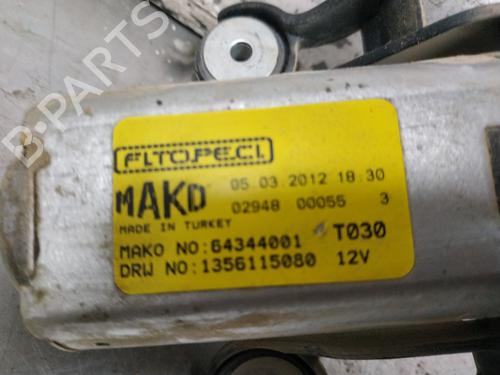 B-PARTS
FITOPECI
MAKO 05.03.2012 18:30
02948 00055 3
MADE IN TURKEY
MAKO NO:64344001 T030
DRW NO:1356115080 12V